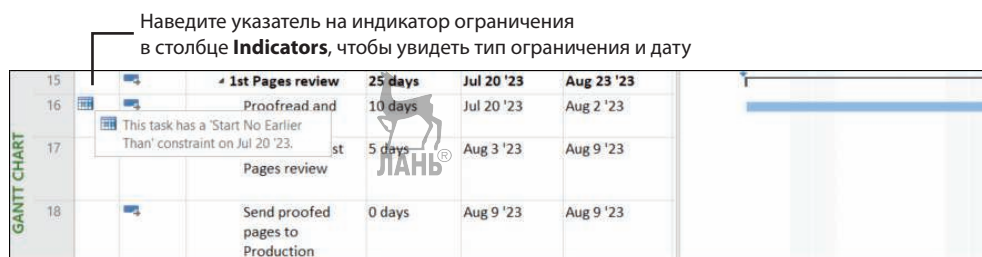 Наведите указатель на индикатор ограничения
в столбце Indicators, чтобы увидеть тип ограничения и дату
GANTT CHART
15 1st Pages review 25 days Jul 20 '23 Aug 23 '23
16 Proofread and 10 days Jul 20 '23 Aug 2 '23
This task has a 'Start No Earlier
Than' constraint on Jul 20 '23.
17 st 5 days Aug 3 '23 Aug 9 '23
Pages review
ЛАНЬ®
18 Send proofed 0 days Aug 9 '23 Aug 9 '23
pages to
Production